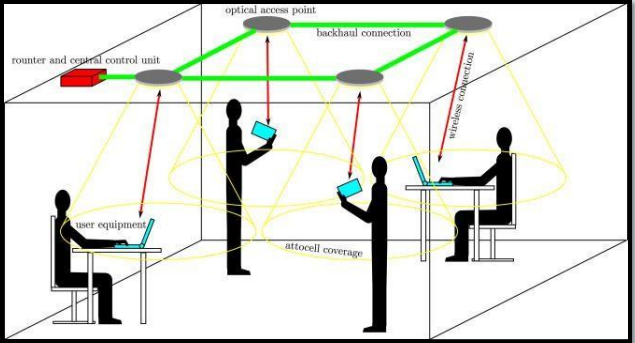 optical access point
backhaul connection
rounter and central control unit
wireless connection
user equipment
attocell coverage